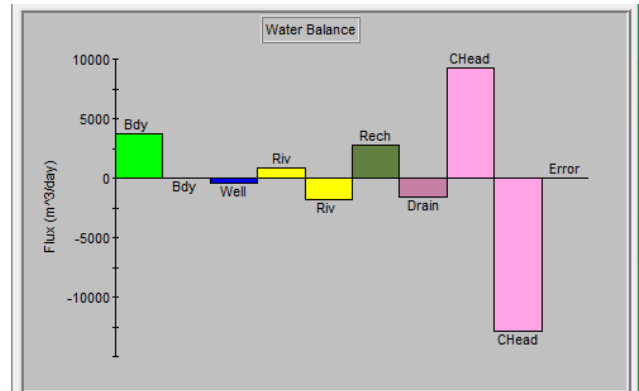 Water Balance
10000
5000
0
-5000
-10000
Flux (m^3/day)
Bdy
Bdy
Well
Riv
Riv
Rech
Drain
CHead
CHead
Error